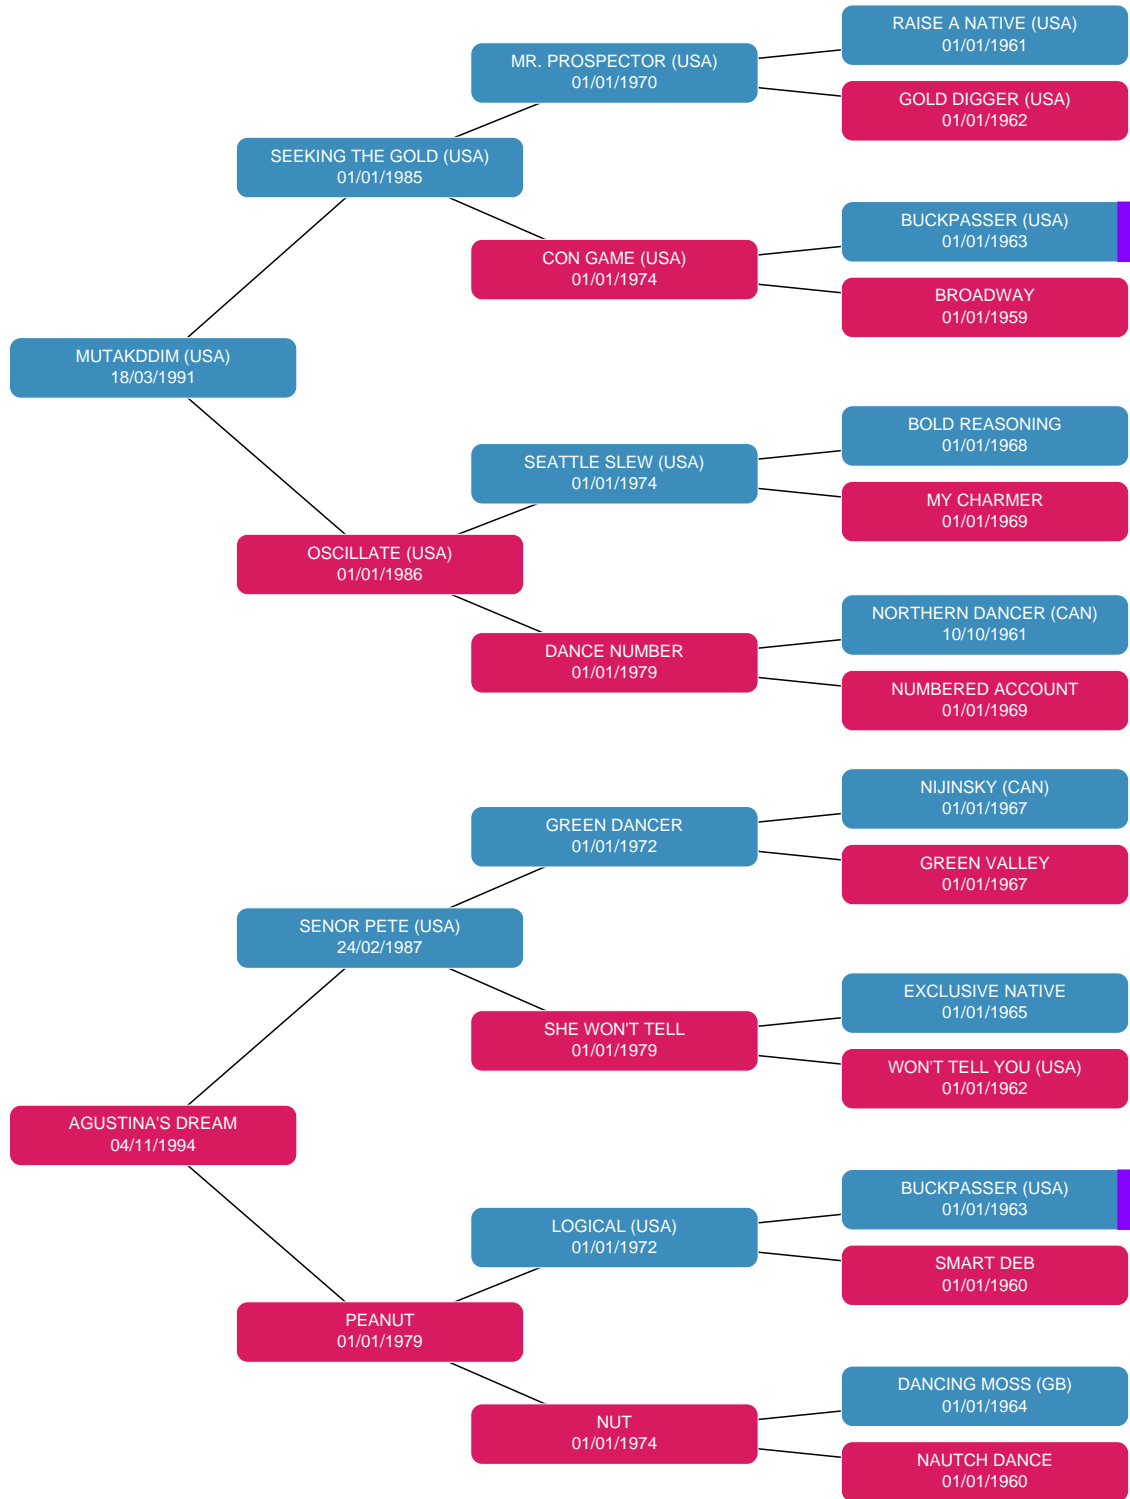 RAISE A NATIVE (USA)
01/01/1961
MR. PROSPECTOR (USA)
01/01/1970
GOLD DIGGER (USA)
01/01/1962
SEEKING THE GOLD (USA)
01/01/1985
BUCKPASSER (USA)
01/01/1963
CON GAME (USA)
01/01/1974
BROADWAY
01/01/1959
MUTAKDDIM (USA)
18/03/1991
BOLD REASONING
01/01/1968
SEATTLE SLEW (USA)
01/01/1974
MY CHARMER
01/01/1969
OSCILLATE (USA)
01/01/1986
NORTHERN DANCER (CAN)
10/10/1961
DANCE NUMBER
01/01/1979
NUMBERED ACCOUNT
01/01/1969
NIJINSKY (CAN)
01/01/1967
GREEN DANCER
01/01/1972
GREEN VALLEY
01/01/1967
SENOR PETE (USA)
24/02/1987
EXCLUSIVE NATIVE
01/01/1965
SHE WON'T TELL
01/01/1979
WON'T TELL YOU (USA)
01/01/1962
AGUSTINA'S DREAM
04/11/1994
BUCKPASSER (USA)
01/01/1963
LOGICAL (USA)
01/01/1972
SMART DEB
01/01/1960
PEANUT
01/01/1979
DANCING MOSS (GB)
01/01/1964
NUT
01/01/1974
NAUTCH DANCE
01/01/1960